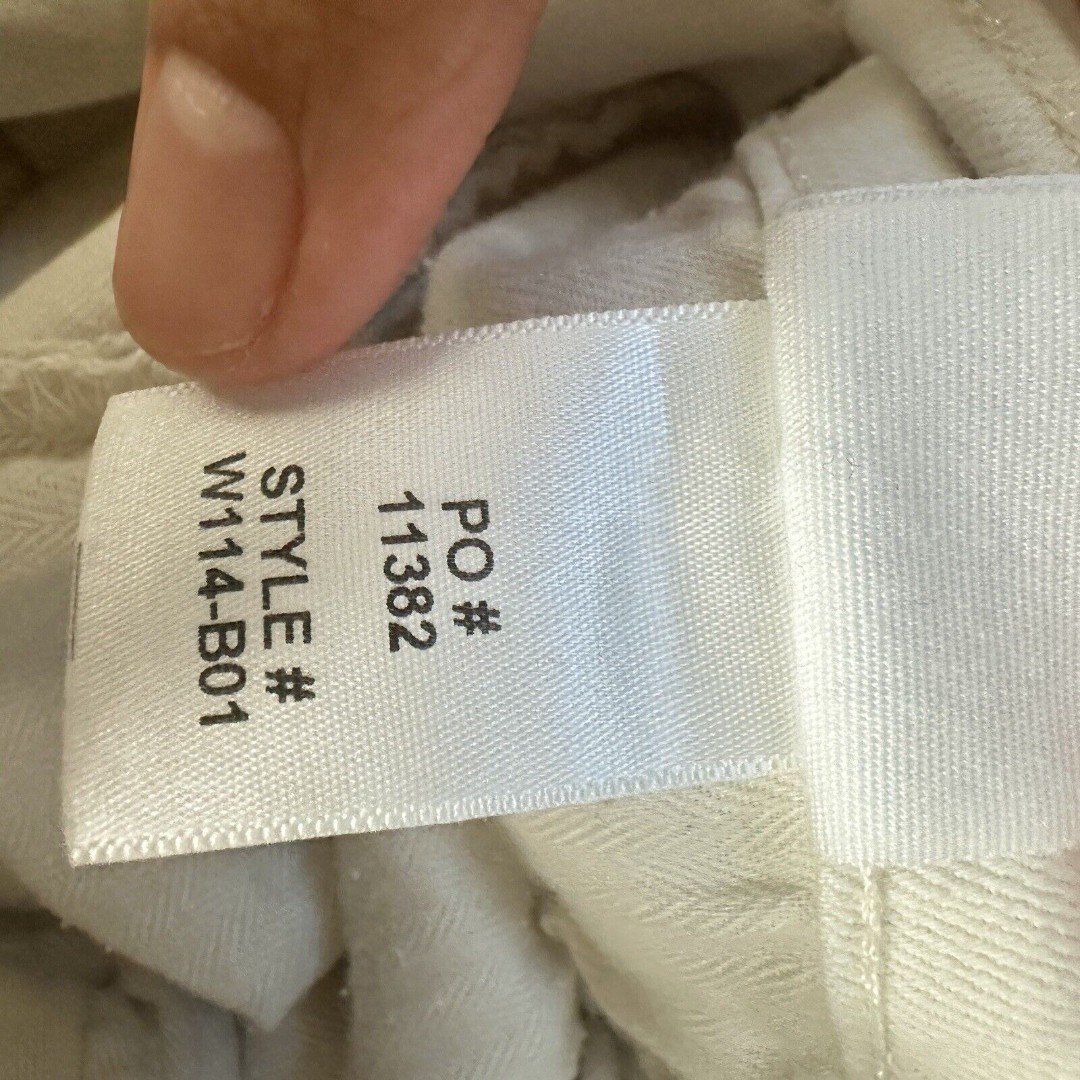 PO #
11382
STYLE #
W114-B01